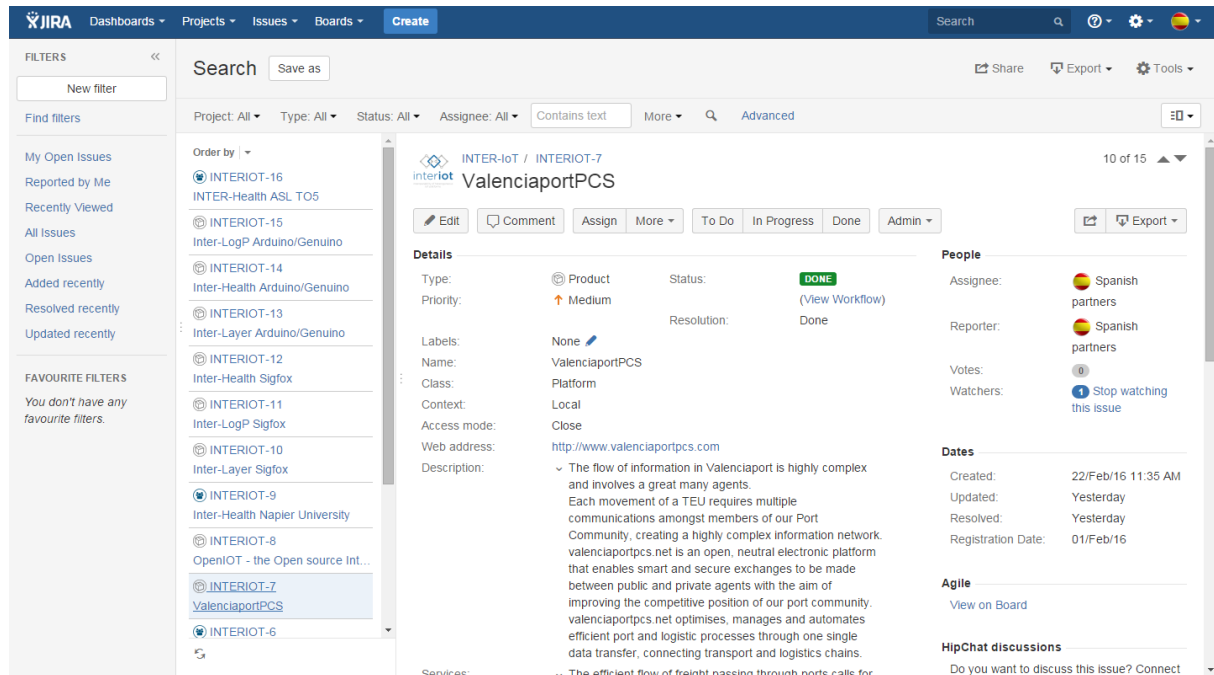 JIRA Dashboards Projects Issues Boards Create Search
FILTERS
New filter
Find filters
My Open Issues
Reported by Me
Recently Viewed
All Issues
Open Issues
Added recently
Resolved recently
Updated recently
FAVOURITE FILTERS
You don't have any
favourite filters.
Search Save as Share Export Tools
Project: All Type: All Status: All Assignee: All Contains text More Advanced
Order by
INTERIOT-16
INTER-Health ASL TO5
INTERIOT-15
Inter-LogP Arduino/Genuino
INTERIOT-14
Inter-Health Arduino/Genuino
INTERIOT-13
Inter-Layer Arduino/Genuino
INTERIOT-12
Inter-Health Sigfox
INTERIOT-11
Inter-LogP Sigfox
INTERIOT-10
Inter-Layer Sigfox
INTERIOT-9
Inter-Health Napier University
INTERIOT-8
OpenIOT - the Open source Int...
INTERIOT-7
ValenciaportPCS
INTERIOT-6
interiot
INTER-IoT / INTERIOT-7
ValenciaportPCS
10 of 15
Edit Comment Assign More To Do In Progress Done Admin Export
Details
Type: Product Status: DONE
Priority: Medium (View Workflow)
Resolution: Done
Labels: None
Name: ValenciaportPCS
Class: Platform
Context: Local
Access mode: Close
Web address: http://www.valenciaportpcs.com
Description: The flow of information in Valenciaport is highly complex
and involves a great many agents.
Each movement of a TEU requires multiple
communications amongst members of our Port
Community, creating a highly complex information network.
valenciaportpcs.net is an open, neutral electronic platform
that enables smart and secure exchanges to be made
between public and private agents with the aim of
improving the competitive position of our port community.
valenciaportpcs.net optimises, manages and automates
efficient port and logistic processes through one single
data transfer, connecting transport and logistics chains.
Services: The efficient flow of freight passing through ports calls for
People
Assignee: Spanish
partners
Reporter: Spanish
partners
Votes: 0
Watchers: 1 Stop watching
this issue
Dates
Created: 22/Feb/16 11:35 AM
Updated: Yesterday
Resolved: Yesterday
Registration Date: 01/Feb/16
Agile
View on Board
HipChat discussions
Do you want to discuss this issue? Connect